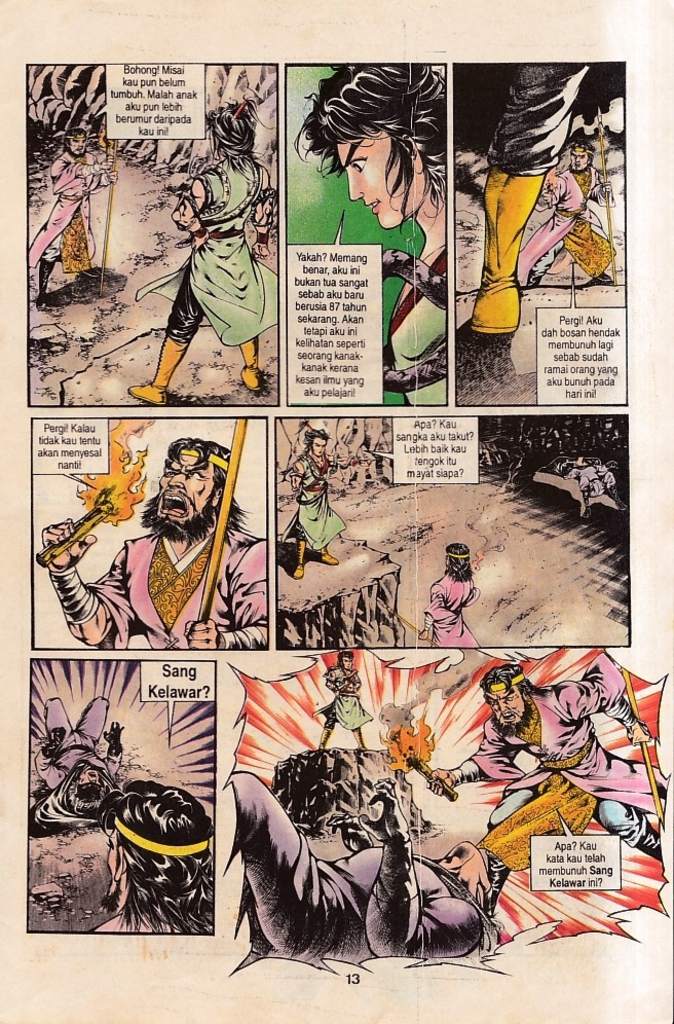 Bohong! Misai
kau pun belum
tumbuh. Malah anak
aku pun lebih
berumur daripada
kau ini!
Yakah? Memang
benar, aku ini
bukan tua sangat
sebab aku baru
berusia 87 tahun
sekarang. Akan
tetapi aku ini
kelihatan seperti
seorang kanak-
kanak kerana
kesan ilmu yang
aku pelajari!
Pergi! Aku
dah bosan hendak
membunuh lagi
sebab sudah
ramai orang yang
aku bunuh pada
hari ini!
Pergi! Kalau
tidak kau tentu
akan menyesal
nanti!
Apa? Kau
sangka aku takut?
Lebih baik kau
tengok itu
mayat siapa?
Sang
Kelawar?
Apa? Kau
kata kau telah
membunuh Sang
Kelawar ini?
13